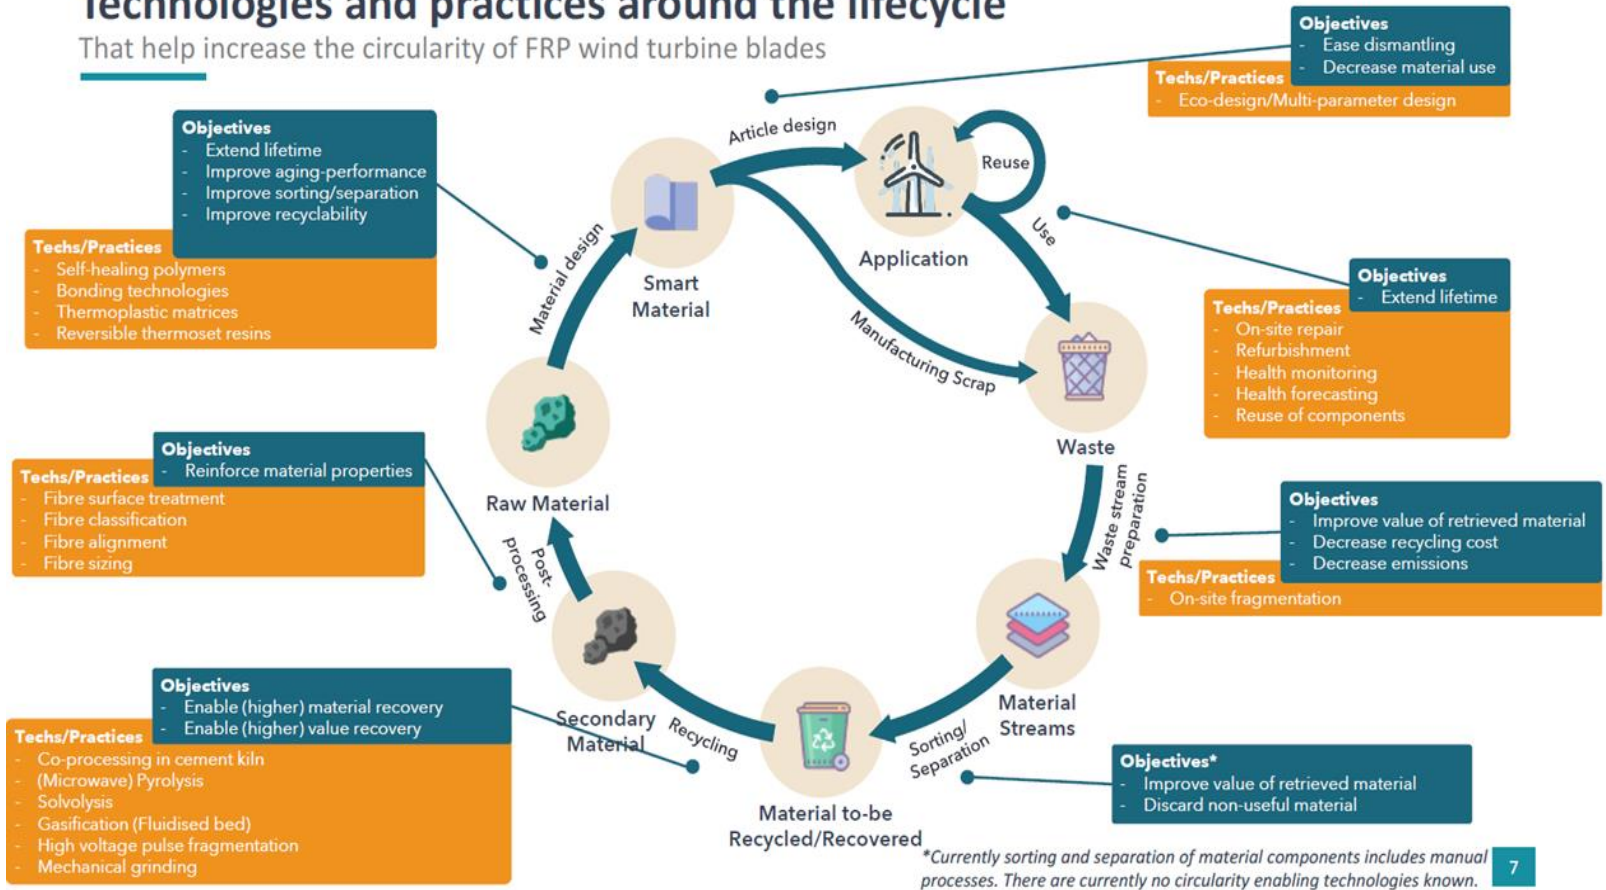 Technologies and practices around the lifecycle
That help increase the circularity of FRP wind turbine blades
Objectives
- Ease dismantling
- Decrease material use
Techs/Practices
- Eco-design/Multi-parameter design
Objectives
- Extend lifetime
- Improve aging-performance
- Improve sorting/separation
- Improve recyclability
Techs/Practices
- Self-healing polymers
- Bonding technologies
- Thermoplastic matrices
- Reversible thermoset resins
Article design
Reuse
Use
Application
Smart
Material
Material design
Manufacturing Scrap
Objectives
- Extend lifetime
Techs/Practices
- On-site repair
- Refurbishment
- Health monitoring
- Health forecasting
- Reuse of components
Waste
Objectives
- Reinforce material properties
Techs/Practices
- Fibre surface treatment
- Fibre classification
- Fibre alignment
- Fibre sizing
Raw Material
Post-
processing
Waste stream
preparation
Objectives
- Improve value of retrieved material
- Decrease recycling cost
- Decrease emissions
Techs/Practices
- On-site fragmentation
Objectives
- Enable (higher) material recovery
- Enable (higher) value recovery
Techs/Practices
- Co-processing in cement kiln
- (Microwave) Pyrolysis
- Solvolysis
- Gasification (Fluidised bed)
- High voltage pulse fragmentation
- Mechanical grinding
Secondary
Material
Recycling
Material
Streams
Sorting/
Separation
Material to-be
Recycled/Recovered
Objectives*
- Improve value of retrieved material
- Discard non-useful material
*Currently sorting and separation of material components includes manual
processes. There are currently no circularity enabling technologies known.
7